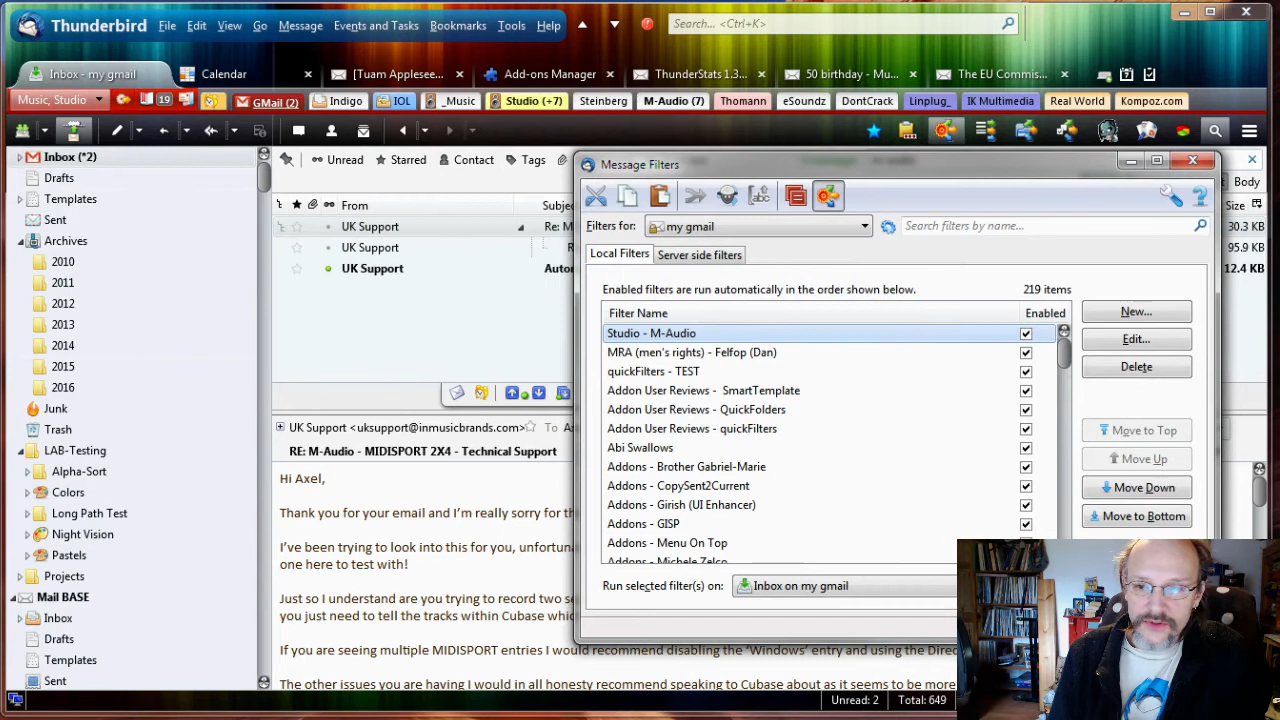 Thunderbird File Edit View Go Message Events and Tasks Bookmarks Tools Help Search... <Ctrl+K>
Inbox - my gmail Calendar [Tuam Applesee... Add-ons Manager ThunderStats 1.3... 50 birthday - Mu... The EU Commis...
Music, Studio 19 GMail (2) Indigo IOL _Music Studio (+7) Steinberg M-Audio (7) Thomann eSoundz DontCrack Linplug_ IK Multimedia Real World Kompoz.com
Inbox (*2)
Drafts
Templates
Sent
Archives
2010
2011
2012
2013
2014
2015
2016
Junk
Trash
LAB-Testing
Alpha-Sort
Colors
Long Path Test
Night Vision
Pastels
Projects
Mail BASE
Inbox
Drafts
Templates
Sent
Unread Starred Contact Tags
Body
From Subje Size
UK Support Re: M 30.3 KB
UK Support R 95.9 KB
UK Support Auto 12.4 KB
UK Support <uksupport@inmusicbrands.com> To
RE: M-Audio - MIDISPORT 2X4 - Technical Support
Hi Axel,
Thank you for your email and I'm really sorry for th
I've been trying to look into this for you, unfortuna
one here to test with!
Just so I understand are you trying to record two se
you just need to tell the tracks within Cubase whic
If you are seeing multiple MIDISPORT entries I would recommend disabling the 'Windows' entry and using the Direc
The other issues you are having I would in all honesty recommend speaking to Cubase about as it seems to be more
Message Filters
Filters for: my gmail Search filters by name...
Local Filters Server side filters
Enabled filters are run automatically in the order shown below. 219 items
Filter Name Enabled
Studio - M-Audio
MRA (men's rights) - Felfop (Dan)
quickFilters - TEST
Addon User Reviews - SmartTemplate
Addon User Reviews - QuickFolders
Addon User Reviews - quickFilters
Abi Swallows
Addons - Brother Gabriel-Marie
Addons - CopySent2Current
Addons - Girish (UI Enhancer)
Addons - GISP
Addons - Menu On Top
Addons - Michele Zelco
New...
Edit...
Delete
Move to Top
Move Up
Move Down
Move to Bottom
Run selected filter(s) on: Inbox on my gmail
Unread: 2 Total: 649